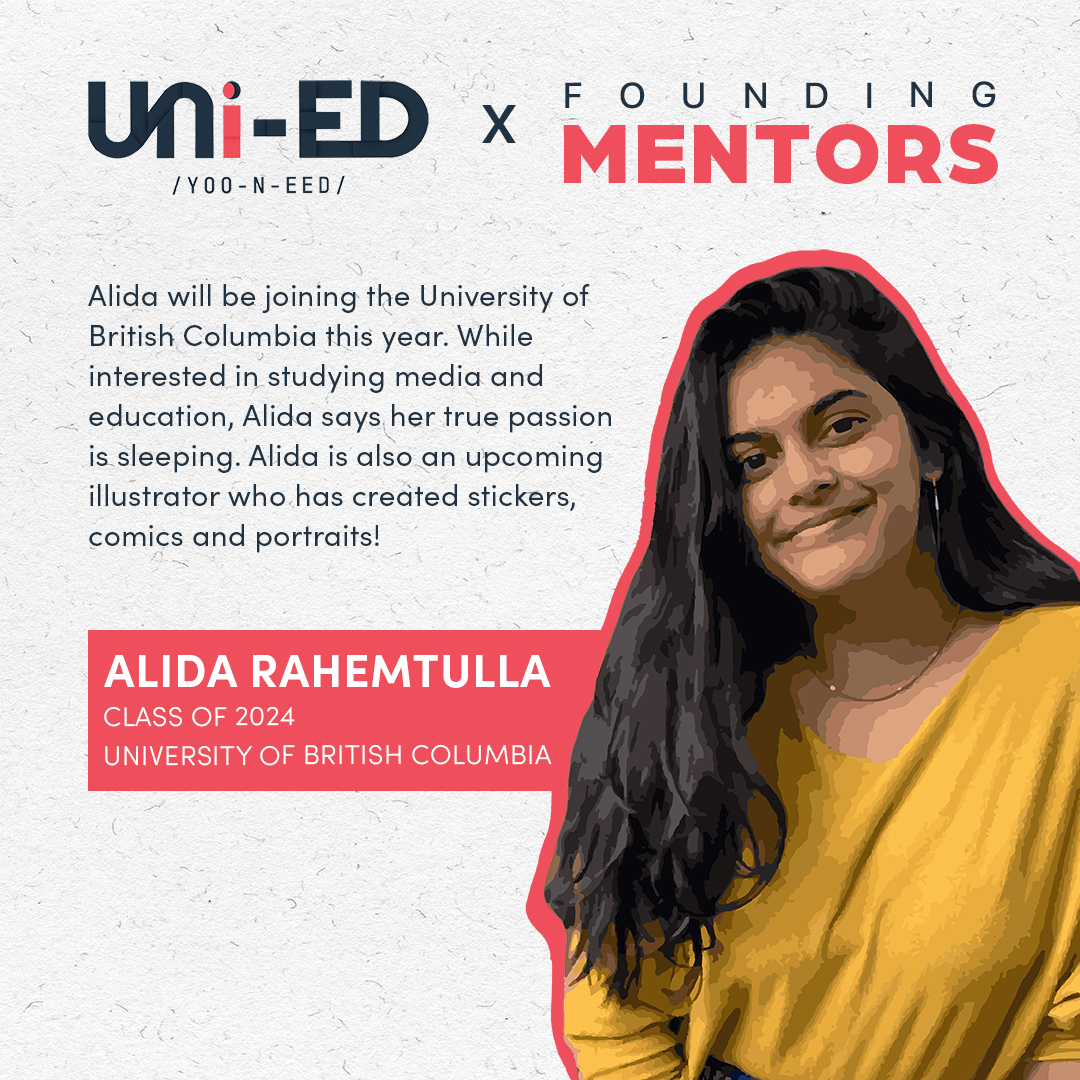 UNi-ED
/YOO-N-EED/
X
FOUNDING
MENTORS
Alida will be joining the University of
British Columbia this year. While
interested in studying media and
education, Alida says her true passion
is sleeping. Alida is also an upcoming
illustrator who has created stickers,
comics and portraits!
ALIDA RAHEMTULLA
CLASS OF 2024
UNIVERSITY OF BRITISH COLUMBIA